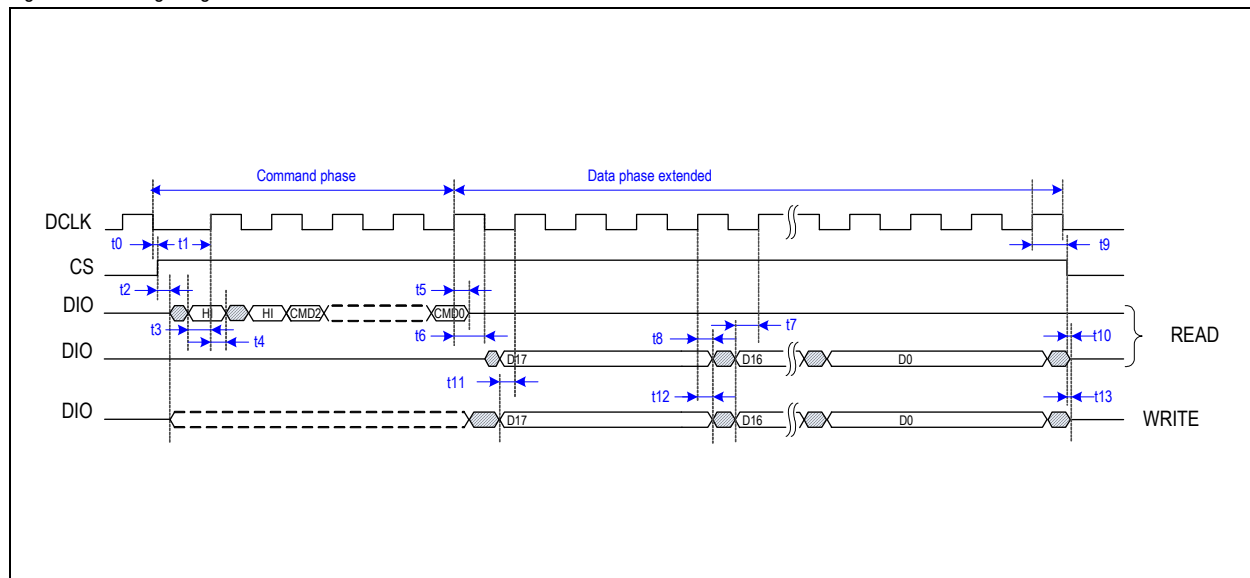 Command phase
Data phase extended
DCLK
t0
t1
t9
CS
t2
t5
DIO
HI
HI
CMD2
CMD0
t3
t4
t6
t8
t7
t10
READ
DIO
D17
D16
D0
t11
t12
t13
DIO
D17
D16
D0
WRITE